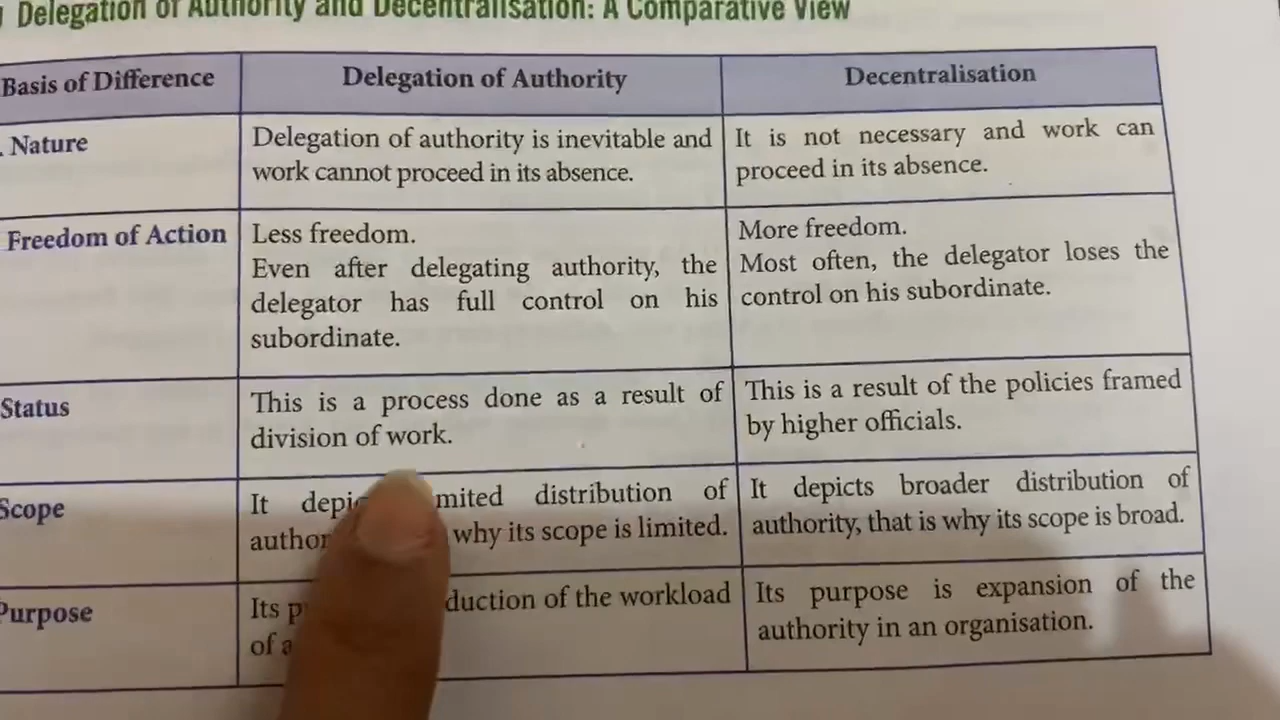 Delegation of Authority and Decentralisation: A Comparative View
Basis of Difference
Delegation of Authority
Decentralisation
. Nature
Delegation of authority is inevitable and
work cannot proceed in its absence.
It is not necessary and work can
proceed in its absence.
Freedom of Action
Less freedom.
Even after delegating authority, the
delegator has full control on his
subordinate.
More freedom.
Most often, the delegator loses the
control on his subordinate.
Status
This is a process done as a result of
division of work.
This is a result of the policies framed
by higher officials.
Scope
It distribution of
why its scope is limited.
It depicts broader distribution of
authority, that is why its scope is broad.
Purpose
Its of the workload
of
Its purpose is expansion of the
authority in an organisation.